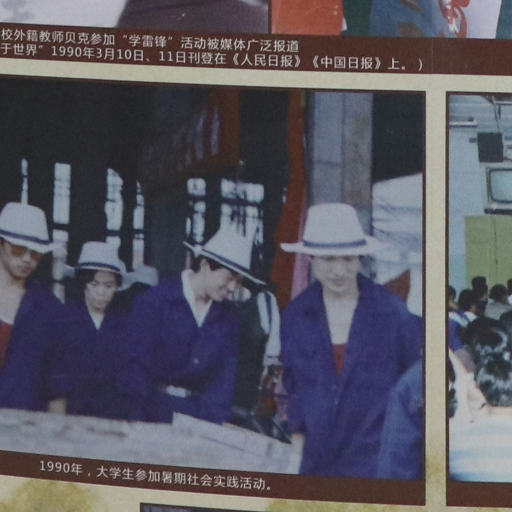 校外籍教师贝克参加“学雷锋”活动被媒体广泛报道
于世界”1990年3月10日、11日刊登在《人民日报》《中国日报》上。）
1990年，大学生参加暑期社会实践活动。